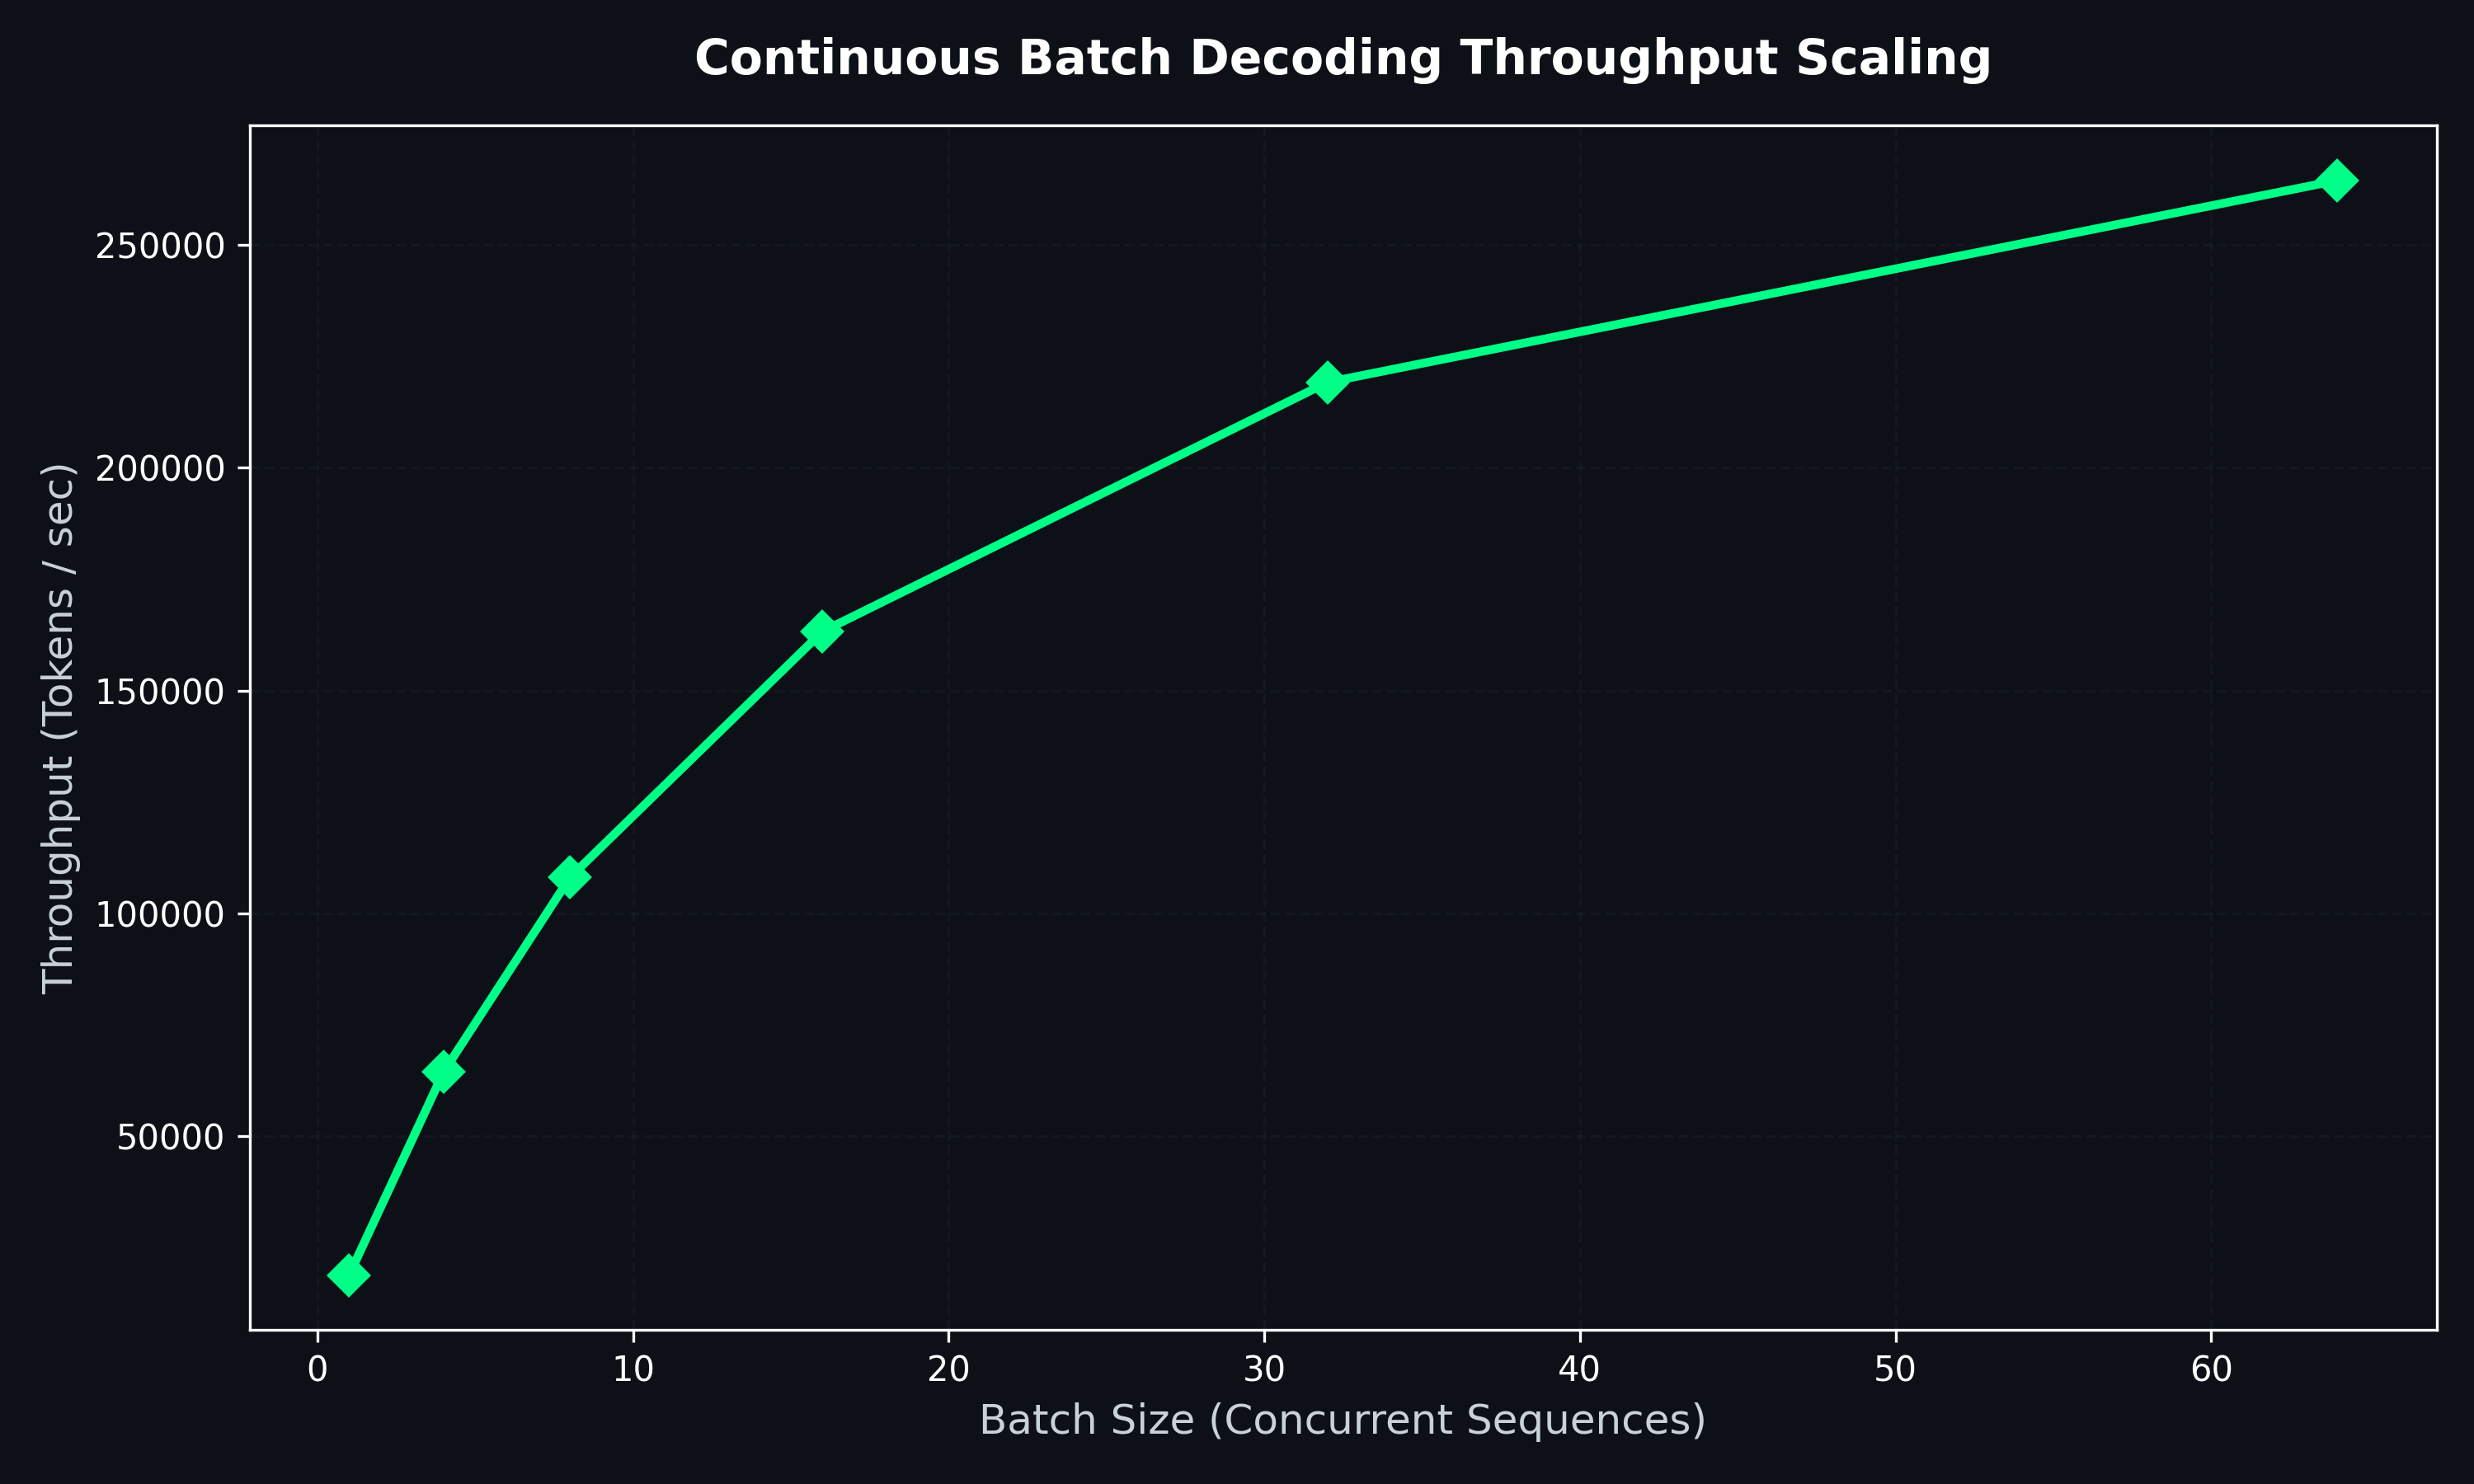 Continuous Batch Decoding Throughput Scaling
Throughput (Tokens / sec)
250000
200000
150000
100000
50000
0 10 20 30 40 50 60
Batch Size (Concurrent Sequences)